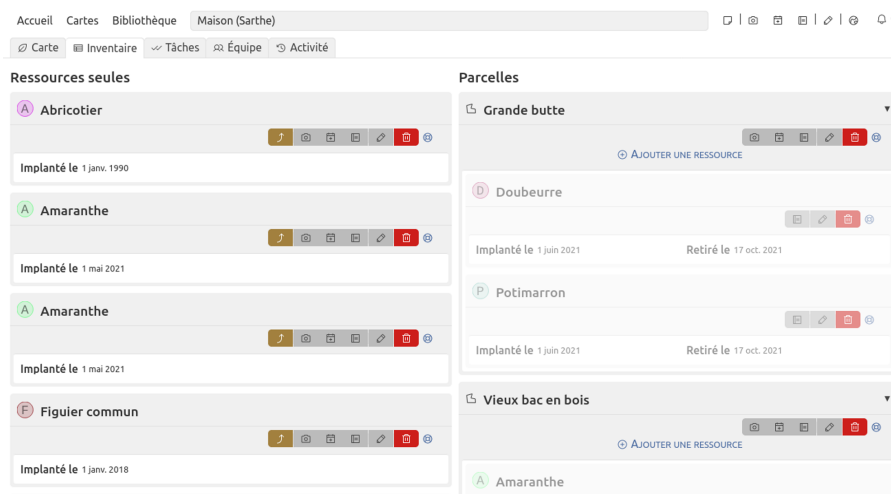 Accueil Cartes Bibliothèque Maison (Sarthe)
Carte Inventaire Tâches Équipe Activité
Ressources seules
A Abricotier
Implanté le 1 janv. 1990
A Amaranthe
Implanté le 1 mai 2021
A Amaranthe
Implanté le 1 mai 2021
F Figuier commun
Implanté le 1 janv. 2018
Parcelles
Grande butte
Ajouter une ressource
D Doubeurre
Implanté le 1 juin 2021 Retiré le 17 oct. 2021
P Potimarron
Implanté le 1 juin 2021 Retiré le 17 oct. 2021
Vieux bac en bois
Ajouter une ressource
A Amaranthe